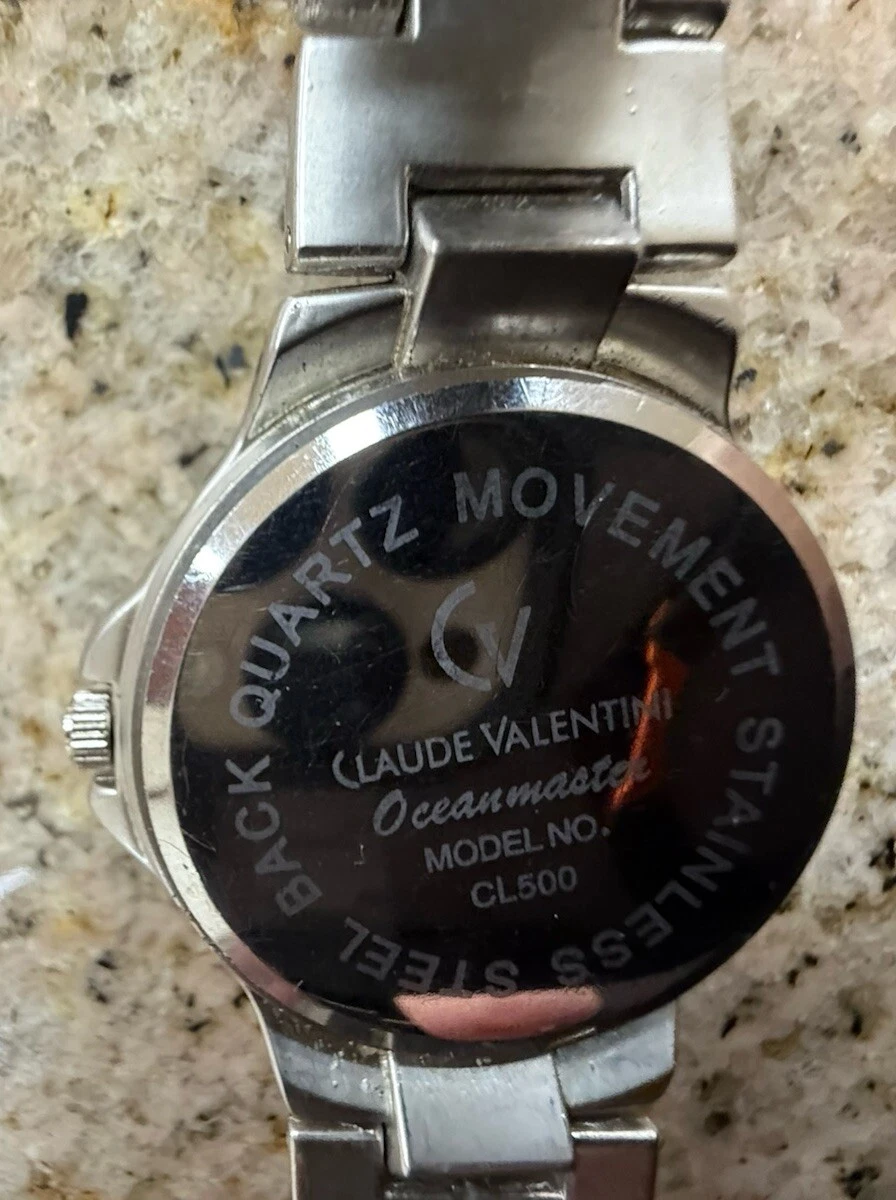 QUARTZ MOVEMENT STAINLESS STEEL BACK
CV
CLAUDE VALENTINI
Oceanmaster
MODEL NO.
CL500